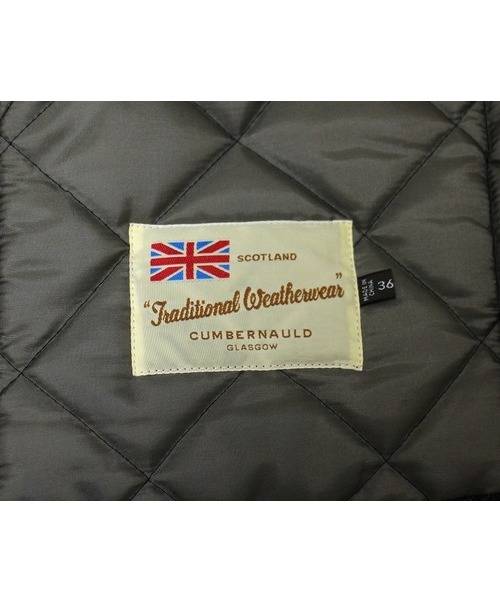 SCOTLAND
"Traditional Weatherwear"
CUMBERNAULD
GLASGOW
MADE IN
CHINA
36